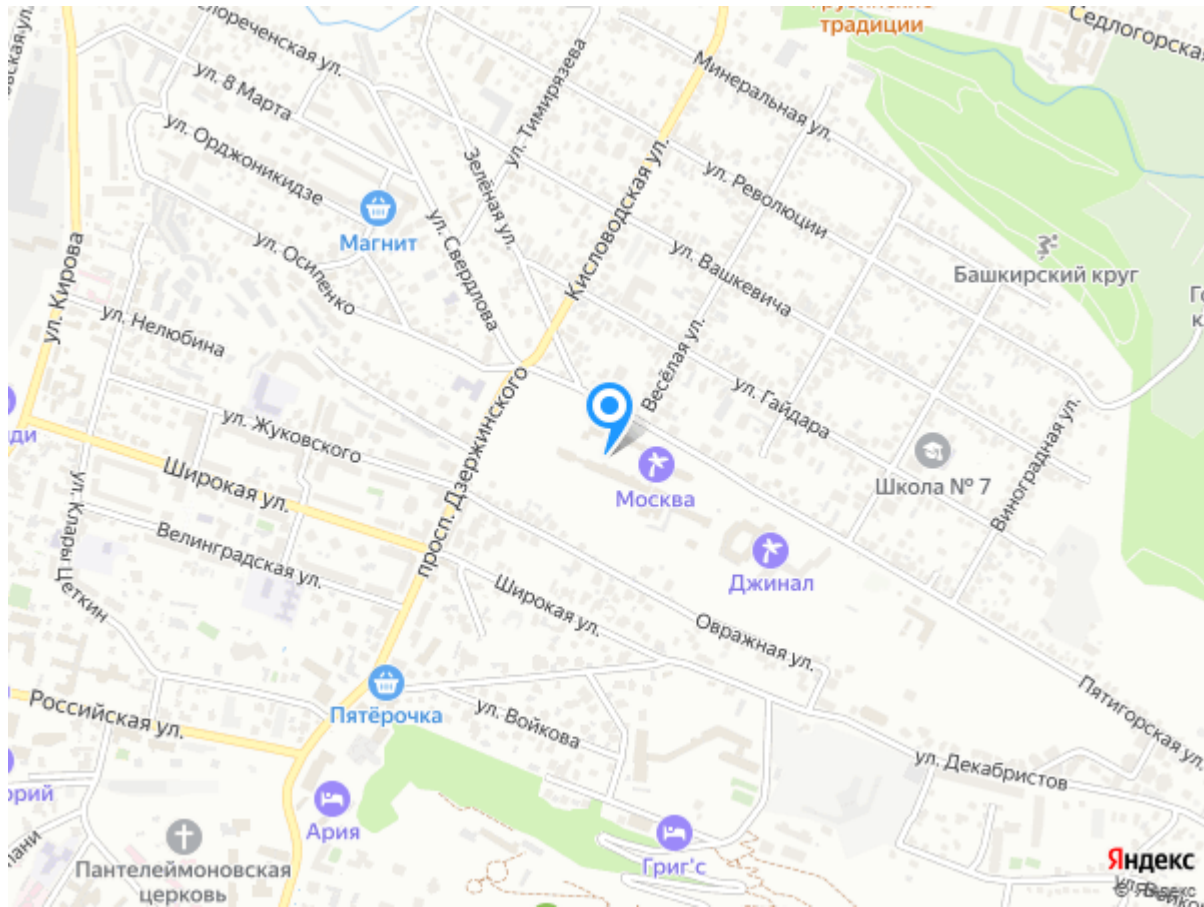 традиции
Седлогорская
лореченская ул.
ул. 8 Марта
ул. Тимирязева
Минеральная ул.
ул. Орджоникидзе
Зелёная ул.
Кисловодская ул.
ул. Революции
Магнит
ул. Свердлова
ул. Осипенко
ул. Вашкевича
Башкирский круг
ул. Кирова
ул. Нелюбина
Весёлая ул.
ул. Гайдара
ул. Жуковского
просп. Дзержинского
Широкая ул.
Москва
Школа № 7
Виноградная ул.
ул. Клары Цеткин
Велинградская ул.
Джинал
Широкая ул.
Овражная ул.
Российская ул.
Пятёрочка
ул. Войкова
Пятигорская ул.
ул. Декабристов
Ария
Григ'с
Пантелеймоновская
церковь
Яндекс
© Яндекс